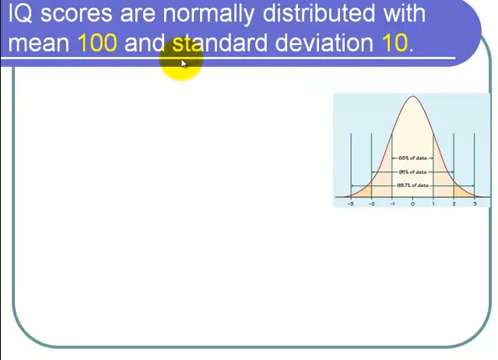 IQ scores are normally distributed with
mean 100 and standard deviation 10.
68% of data
95% of data
99.7% of data
-3 -2 -1 0 1 2 3